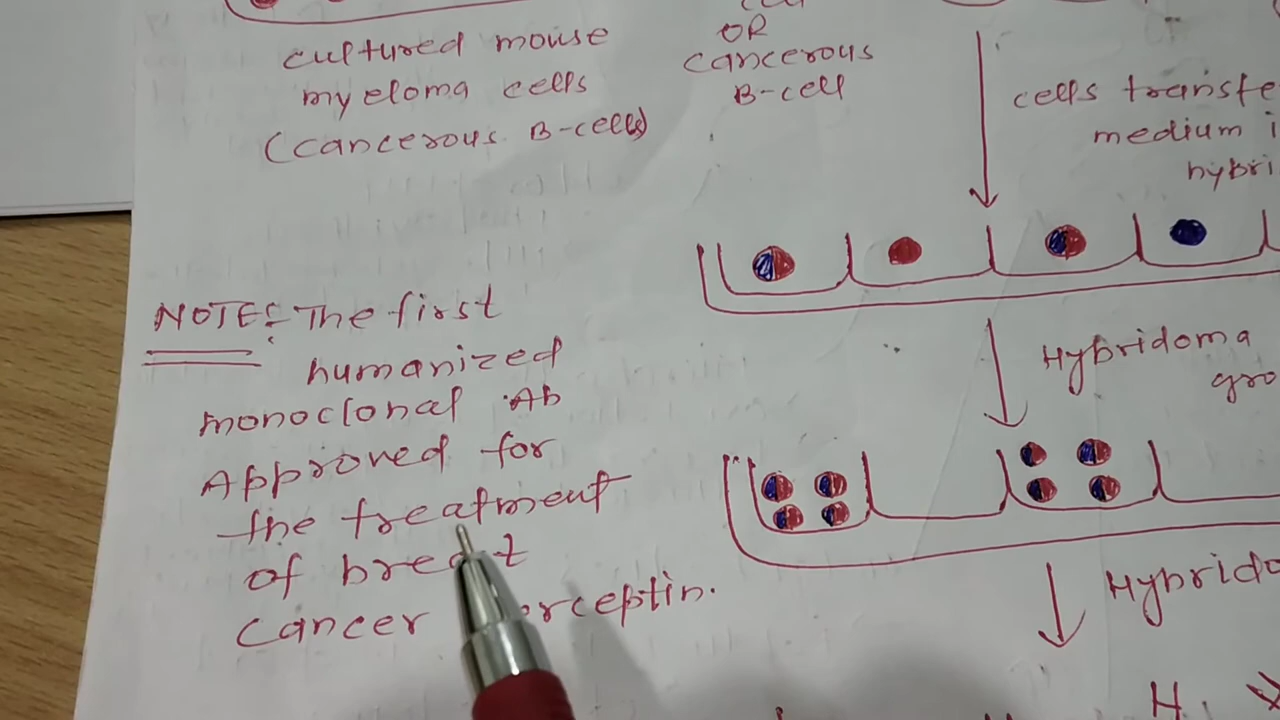 cultured mouse
myeloma cells
(cancerous B-cells)
OR
cancerous
B-cell
cells transfe
medium i
hybri
NOTE:- The first
humanized
monoclonal Ab
Approved for
the treatment
of breast
cancer
Hybridoma
gro
Hybrido
H